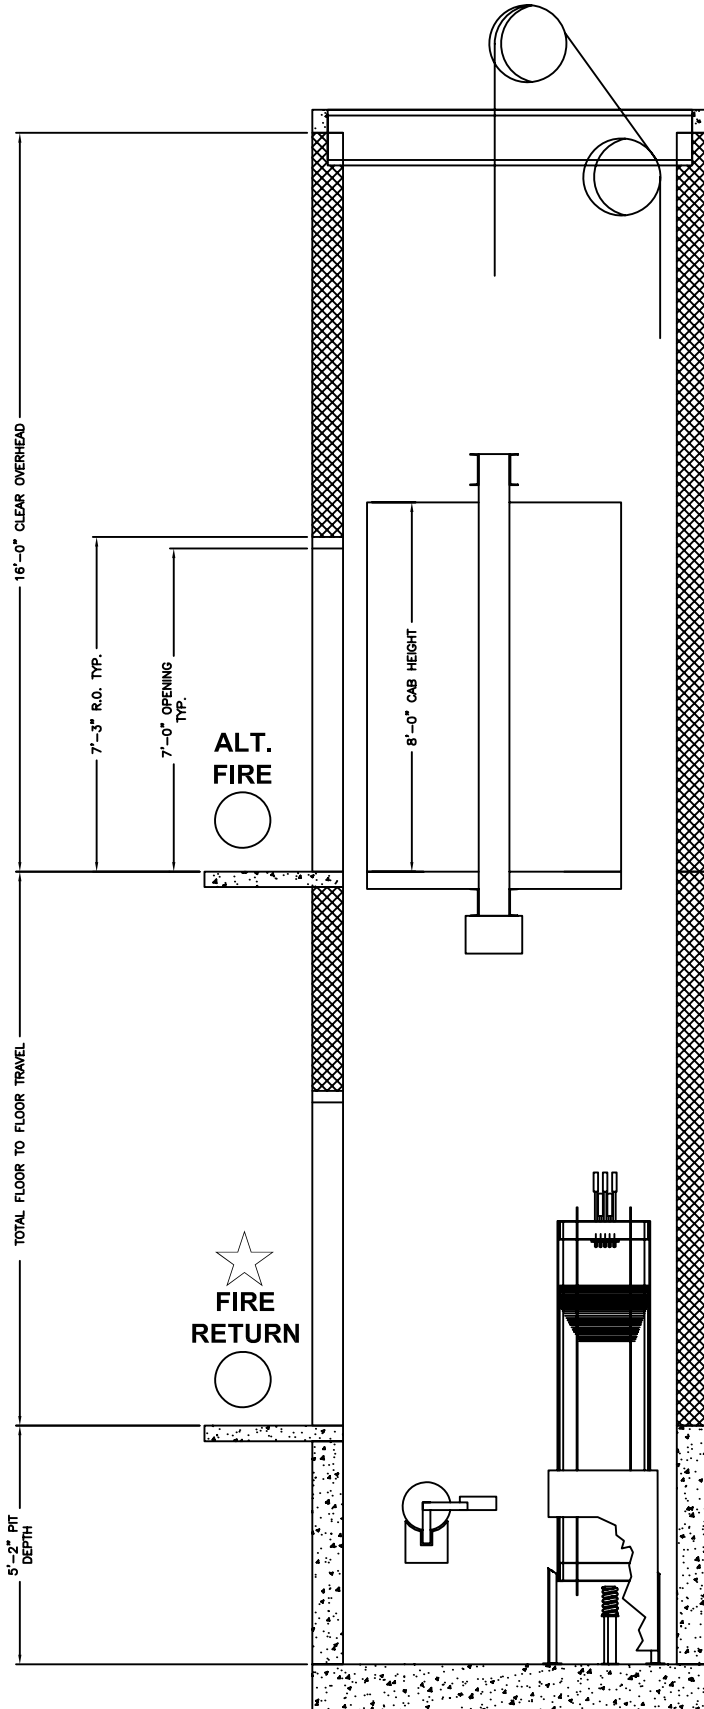 16'-0" CLEAR OVERHEAD
7'-3" R.O. TYP.
7'-0" OPENING
TYP.
8'-0" CAB HEIGHT
ALT.
FIRE
TOTAL FLOOR TO FLOOR TRAVEL
FIRE
RETURN
5'-2" PIT
DEPTH